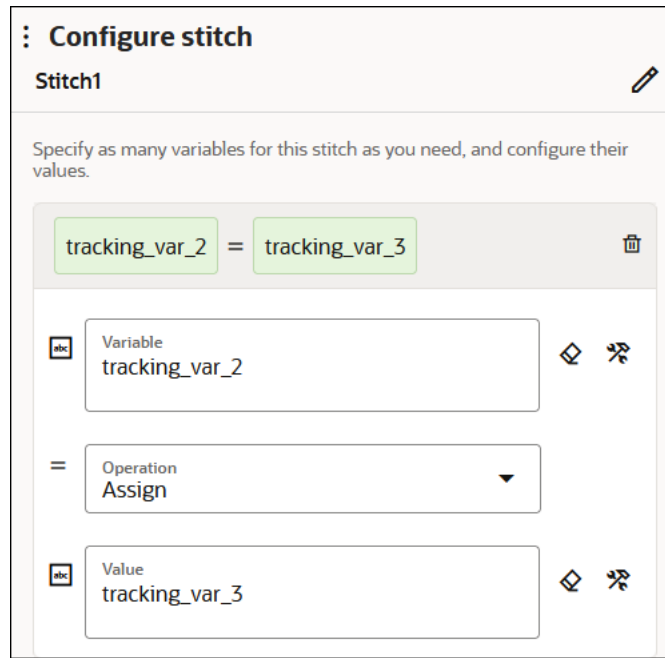 Configure stitch
Stitch1
Specify as many variables for this stitch as you need, and configure their
values.
tracking_var_2 = tracking_var_3
abc
Variable
tracking_var_2
=
Operation
Assign
abc
Value
tracking_var_3